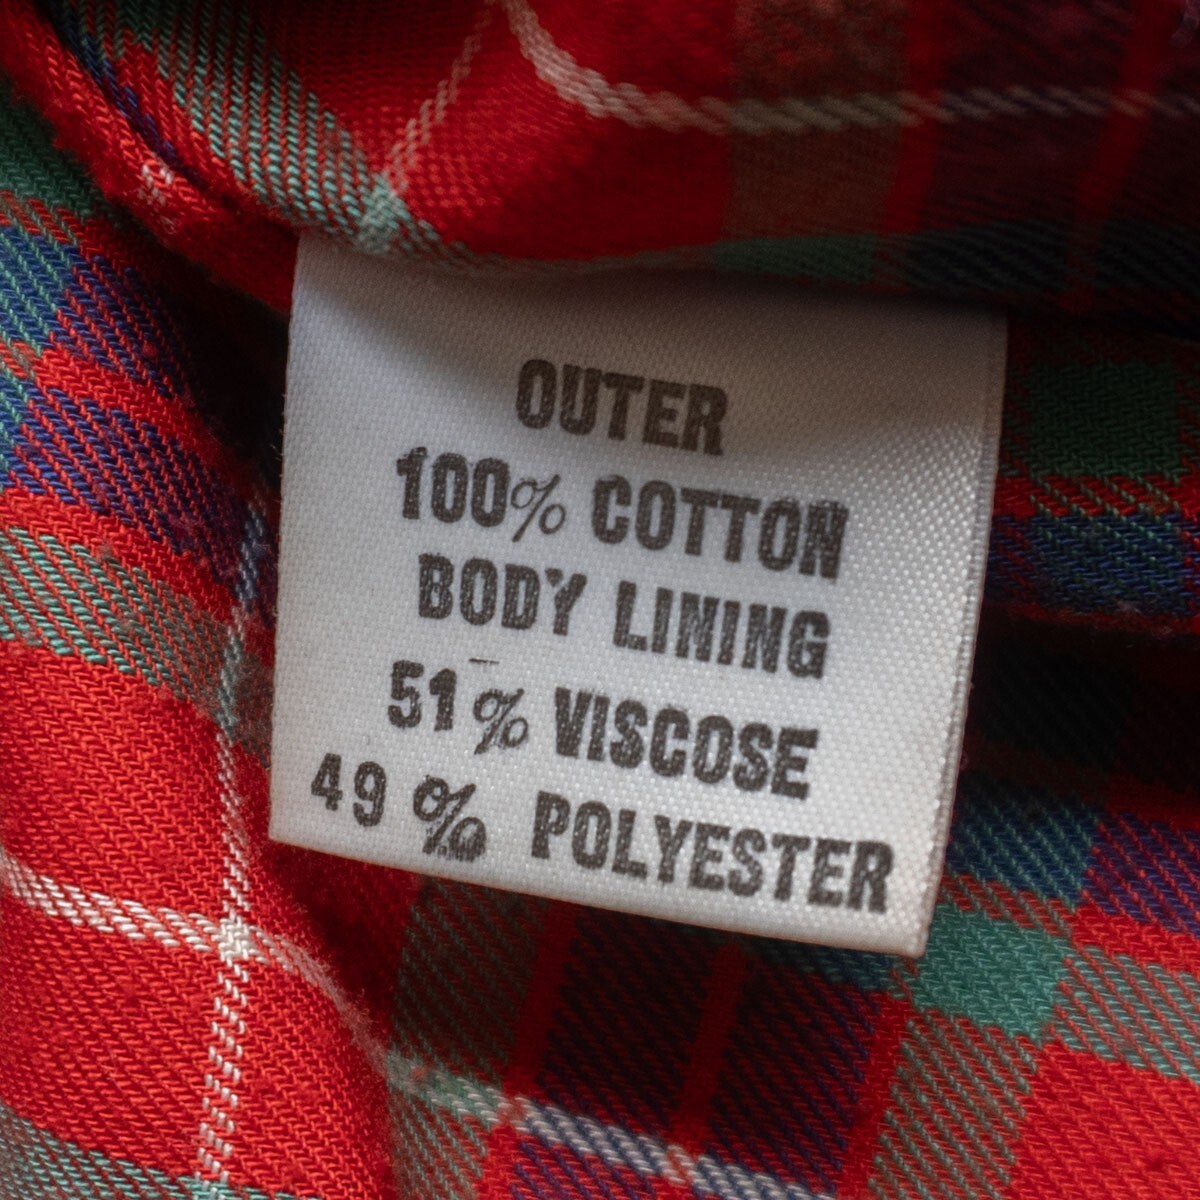 OUTER
100% COTTON
BODY LINING
51% VISCOSE
49% POLYESTER